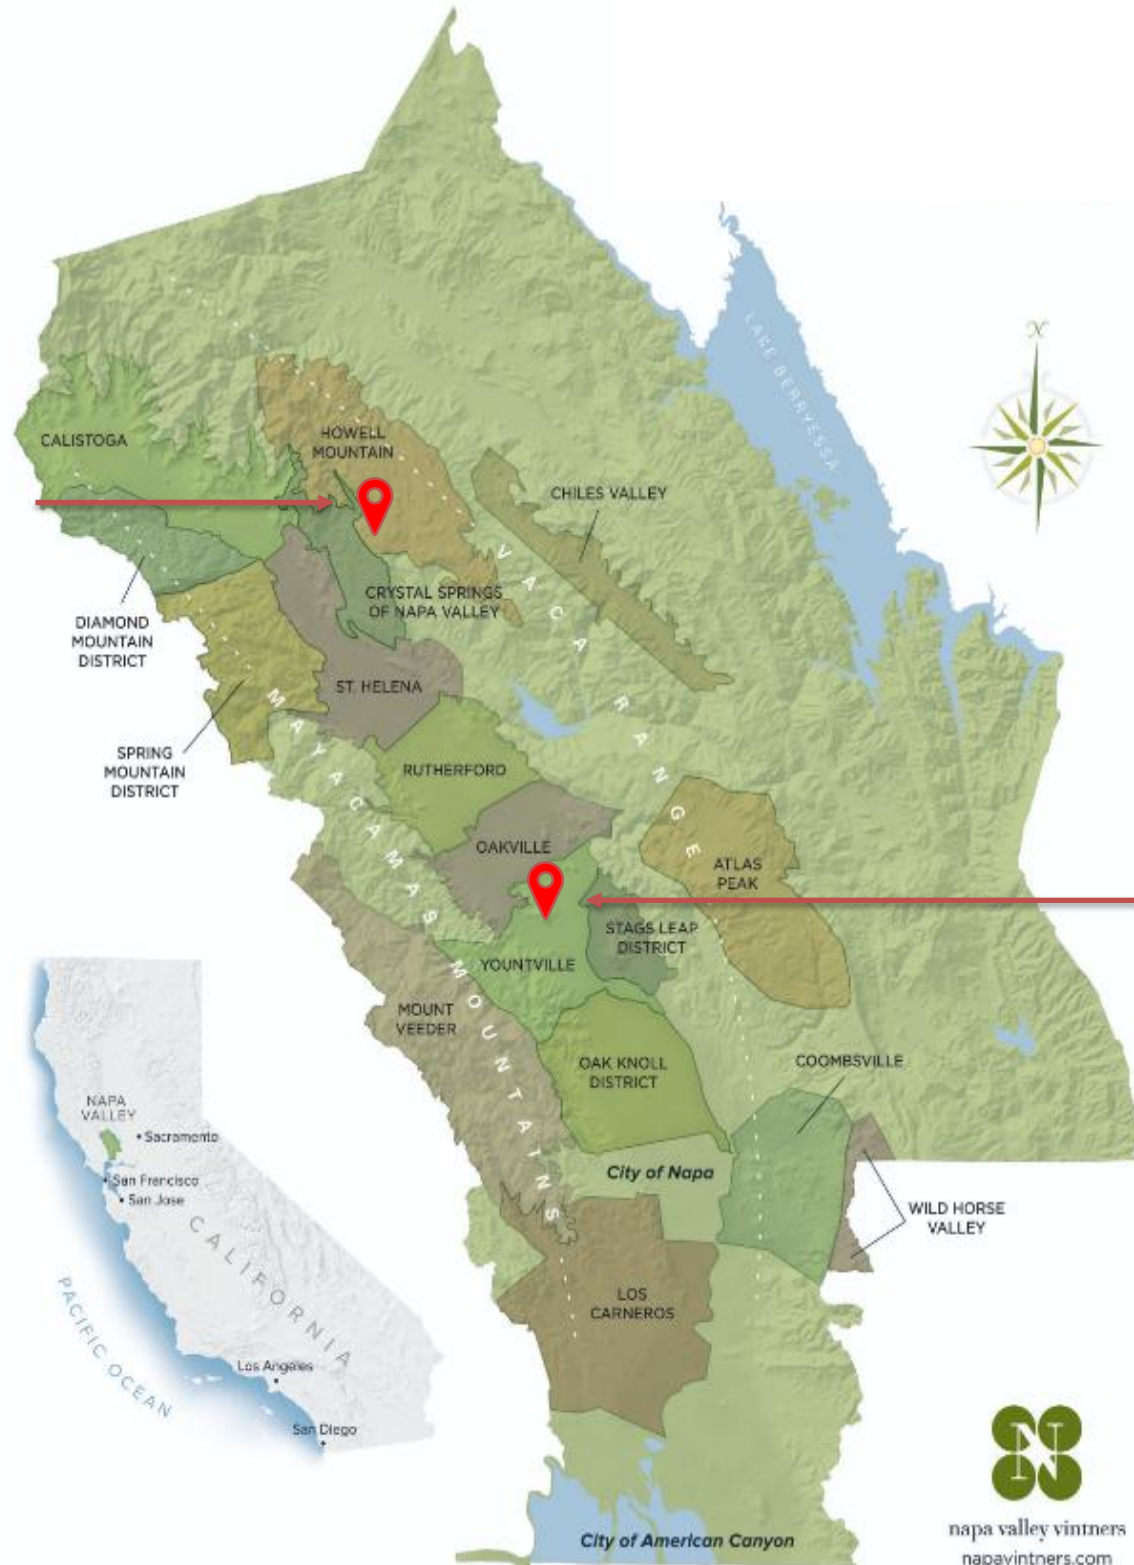 LAKE BERRYESSA
N
CALISTOGA
HOWELL
MOUNTAIN
CHILES VALLEY
CRYSTAL SPRINGS
OF NAPA VALLEY
DIAMOND
MOUNTAIN
DISTRICT
ST. HELENA
SPRING
MOUNTAIN
DISTRICT
VACA RANGE
MAYACAMAS MOUNTAINS
RUTHERFORD
OAKVILLE
ATLAS
PEAK
STAGS LEAP
DISTRICT
YOUNTVILLE
MOUNT
VEEDER
OAK KNOLL
DISTRICT
COOMBSVILLE
City of Napa
WILD HORSE
VALLEY
LOS
CARNEROS
NAPA
VALLEY
Sacramento
San Francisco
San Jose
CALIFORNIA
PACIFIC OCEAN
Los Angeles
San Diego
City of American Canyon
N
napa valley vintners
napavintners.com